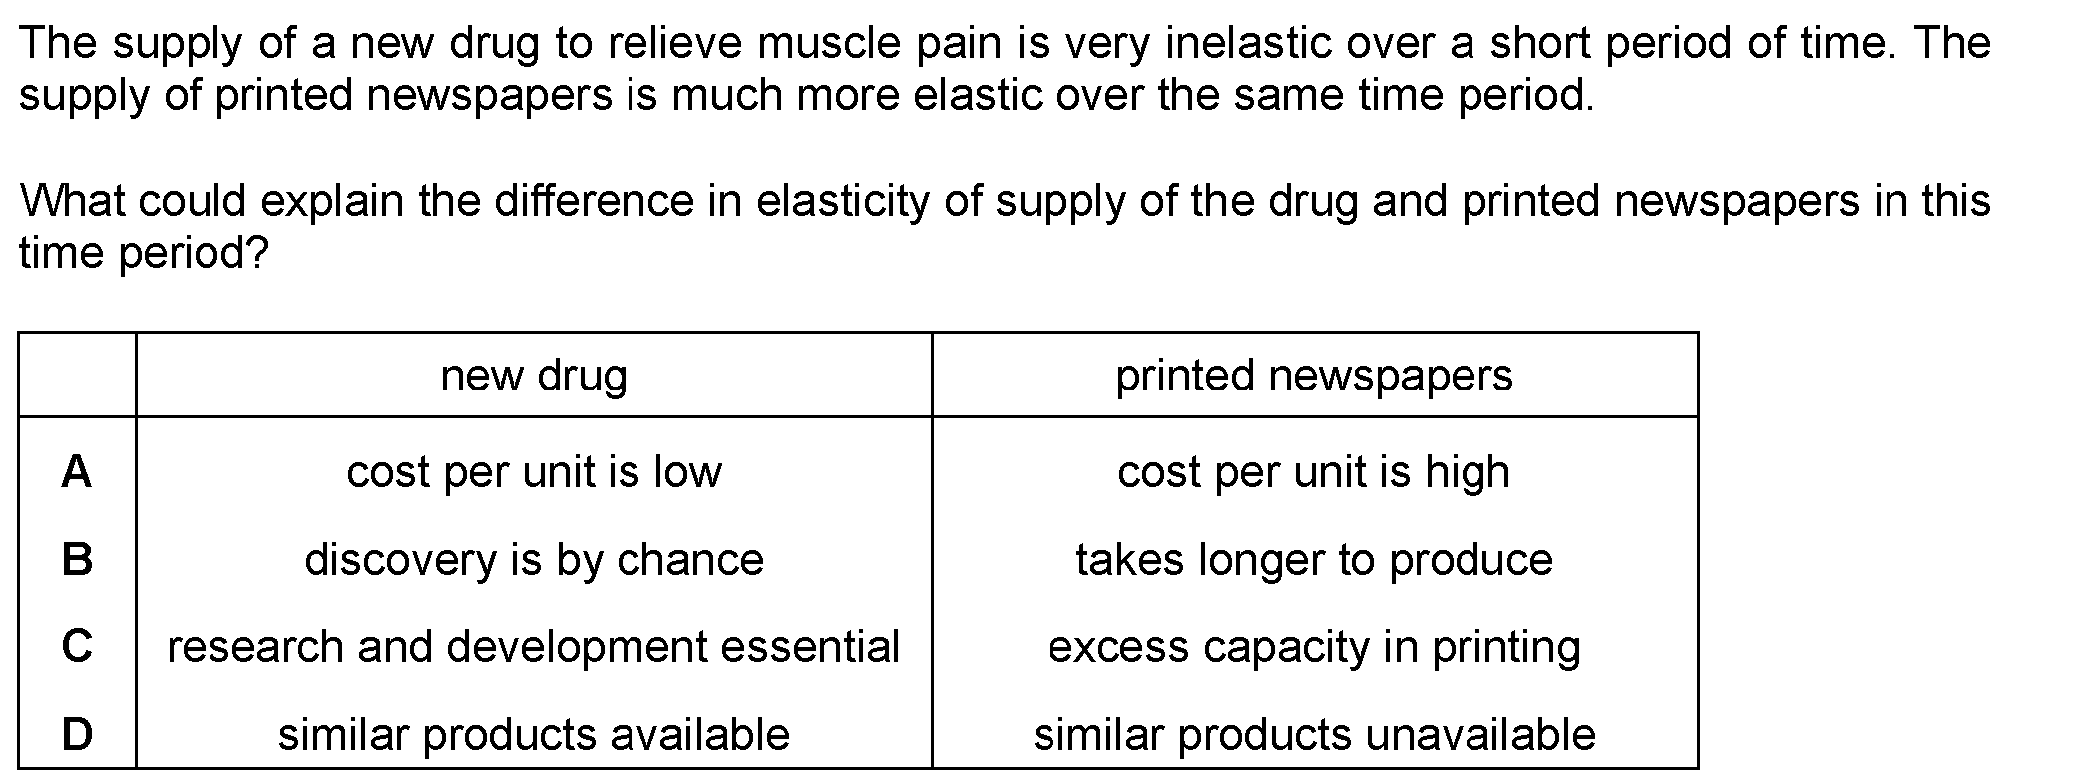 The supply of a new drug to relieve muscle pain is very inelastic over a short period of time. The
supply of printed newspapers is much more elastic over the same time period.
What could explain the difference in elasticity of supply of the drug and printed newspapers in this
time period?
new drug printed newspapers
A cost per unit is low cost per unit is high
B discovery is by chance takes longer to produce
C research and development essential excess capacity in printing
D similar products available similar products unavailable